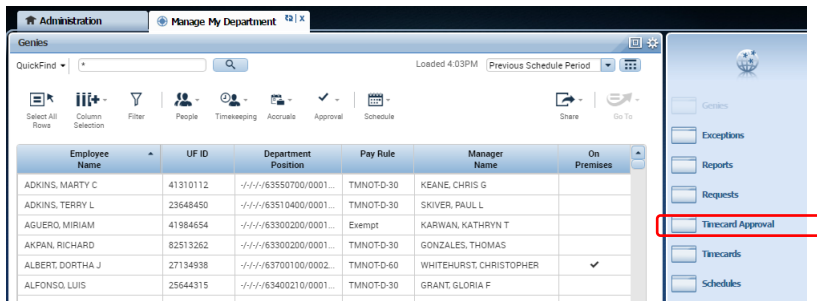 Administration
Manage My Department x
Genies
QuickFind *
Loaded 4:03PM Previous Schedule Period
Select All Rows
Column Selection
Filter
People
Timekeeping
Accruals
Approval
Schedule
Share
Go To
Employee Name UF ID Department Position Pay Rule Manager Name On Premises
ADKINS, MARTY C 41310112 -/-/-/-/63550700/0001... TMNOT-D-30 KEANE, CHRIS G
ADKINS, TERRY L 23648450 -/-/-/-/63510400/0001... TMNOT-D-30 SKIVER, PAUL L
AGUERO, MIRIAM 41984654 -/-/-/-/63300200/0001... Exempt KARWAN, KATHRYN T
AKPAN, RICHARD 82513262 -/-/-/-/63300200/0001... TMNOT-D-30 GONZALES, THOMAS
ALBERT, DORTHA J 27134938 -/-/-/-/63700100/0002... TMNOT-D-60 WHITEHURST, CHRISTOPHER ✔
ALFONSO, LUIS 25644315 -/-/-/-/63400210/0001... TMNOT-D-30 GRANT, GLORIA F
Genies
Exceptions
Reports
Requests
Timecard Approval
Timecards
Schedules